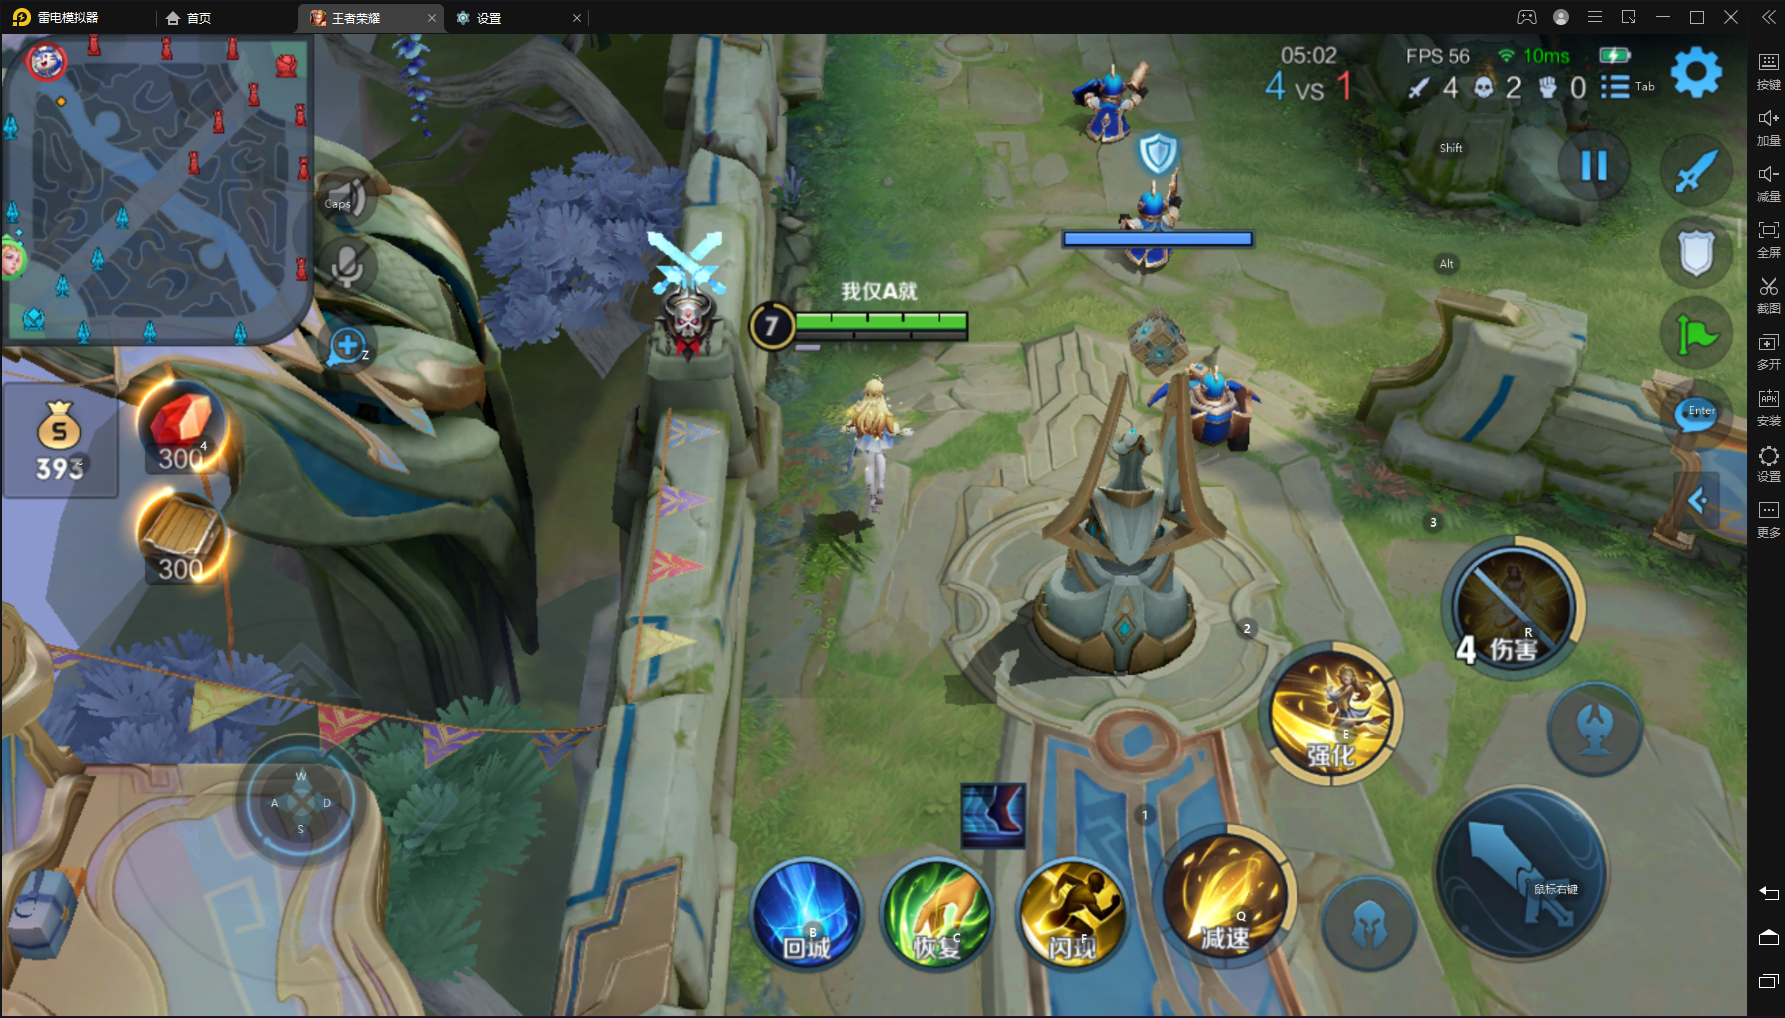 雷电模拟器
首页
王者荣耀
设置
05:02
FPS 56
10ms
4 VS 1
4
2
0
Tab
按键
加量
减量
全屏
截图
多开
安装
设置
更多
Shift
Caps
Alt
Z
我仅A就
7
Enter
393
4
300
300
3
2
R
4 伤害
E
强化
W
A
D
S
1
鼠标右键
B
回城
C
恢复
F
闪现
Q
减速